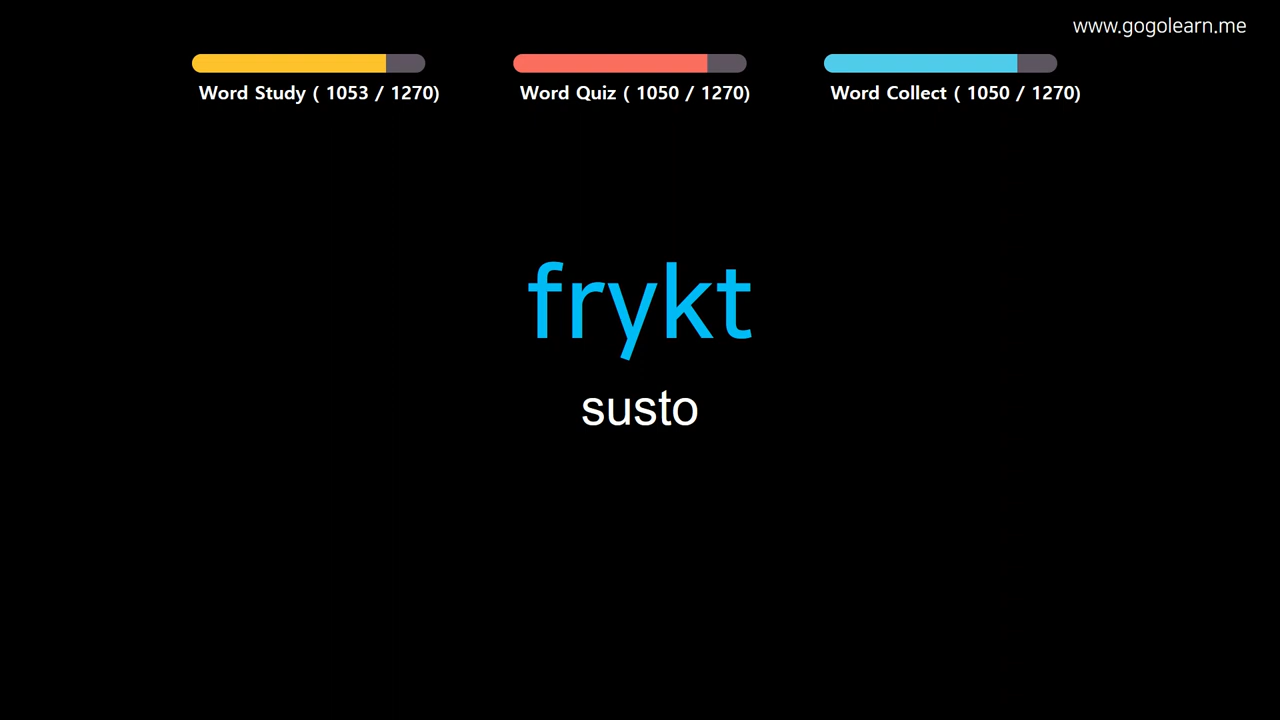 www.gogolearn.me
Word Study ( 1053 / 1270)
Word Quiz ( 1050 / 1270)
Word Collect ( 1050 / 1270)
frykt
susto